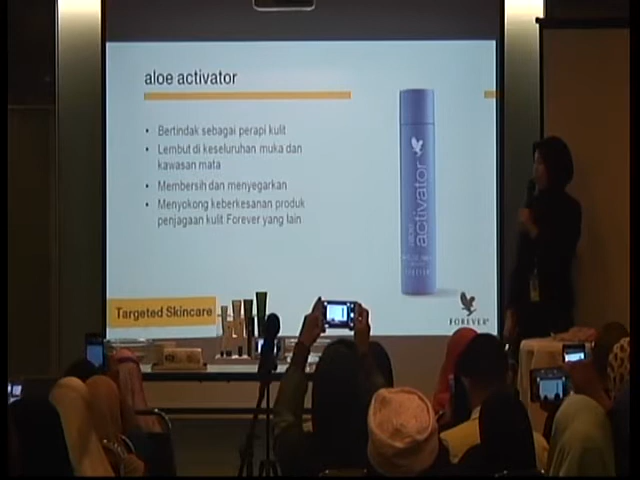 aloe activator
• Bertindak sebagai perapi kulit
• Lembut di keseluruhan muka dan
kawasan mata
• Membersih dan menyegarkan
• Menyokong keberkesanan produk
penjagaan kulit Forever yang lain
aloe
activator
Targeted Skincare
FOREVER